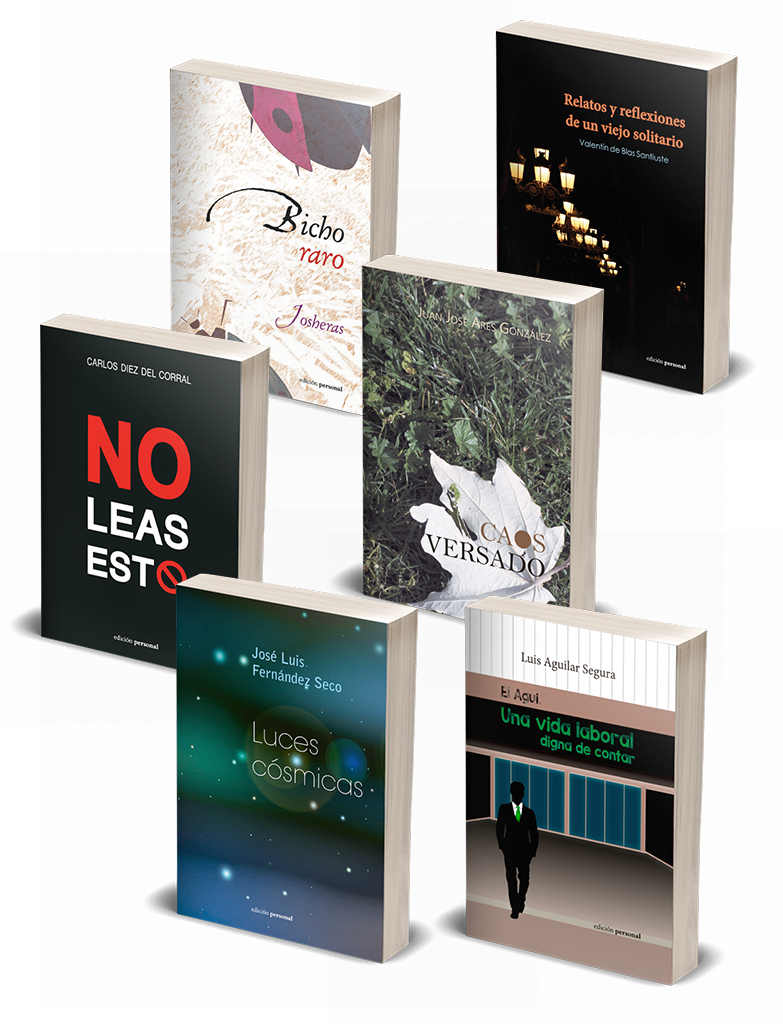 Relatos y reflexiones
de un viejo solitario
Valentín de Blas Santiuste
Bicho
raro
Josheras
edición personal
edición personal
JUAN JOSÉ ARES GONZÁLEZ
CAOS
VERSADO
CARLOS DIEZ DEL CORRAL
NO
LEAS
ESTO
edición personal
José Luis
Fernández Seco
Luces
cósmicas
edición personal
Luis Aguilar Segura
El Aqui.
Una vida laboral
digna de contar
edición personal